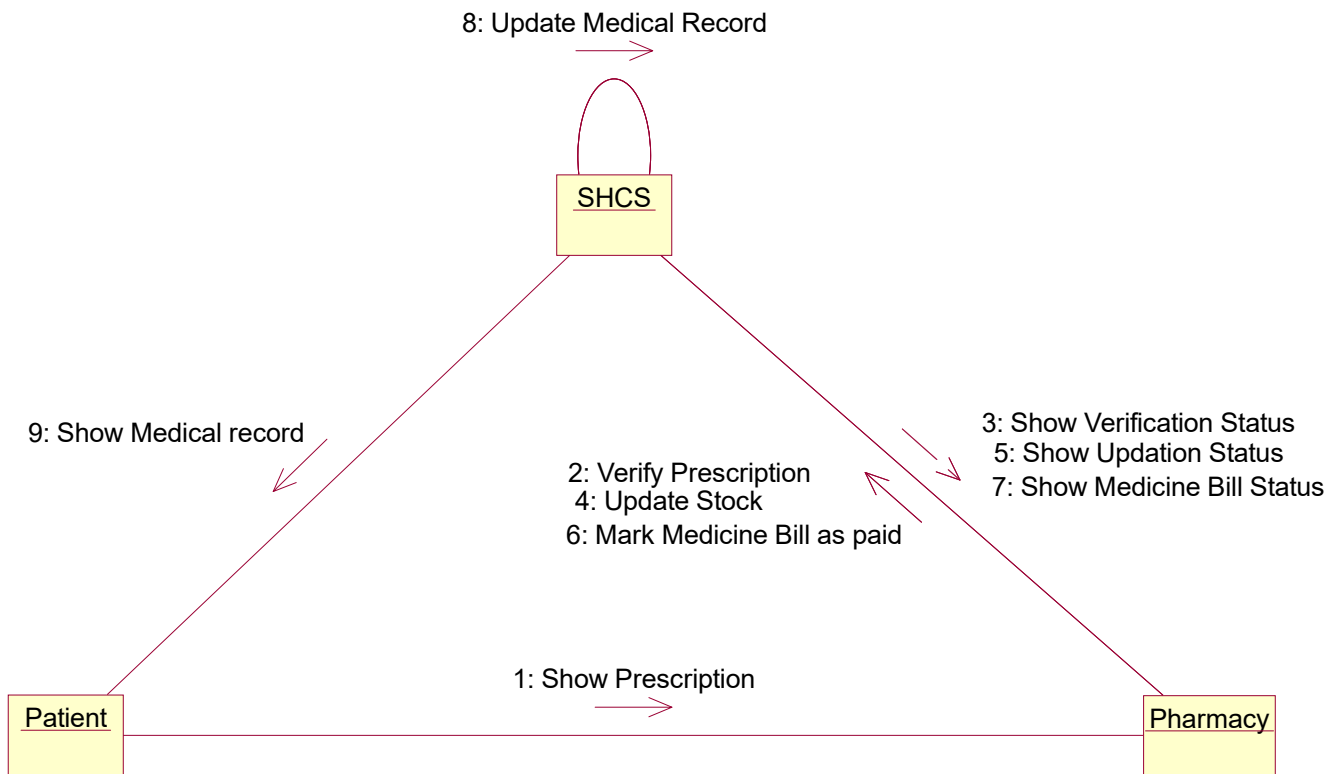 8: Update Medical Record
SHCS
9: Show Medical record
3: Show Verification Status
5: Show Updation Status
7: Show Medicine Bill Status
2: Verify Prescription
4: Update Stock
6: Mark Medicine Bill as paid
1: Show Prescription
Patient
Pharmacy